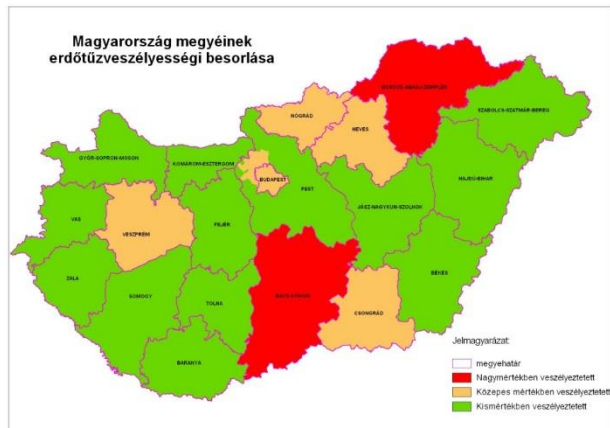 Magyarország megyéinek
erdőtűzveszélyességi besorlása
BORSOD-ABAÚJ-ZEMPLÉN
SZABOLCS-SZATMÁR-BEREG
NÓGRÁD
HEVES
GYŐR-SOPRON-MOSON
KOMÁROM-ESZTERGOM
BUDAPEST
PEST
HAJDÚ-BIHAR
JÁSZ-NAGYKUN-SZOLNOK
VAS
VESZPRÉM
FEJÉR
ZALA
SOMOGY
TOLNA
BÁCS-KISKUN
BÉKÉS
CSONGRÁD
BARANYA
Jelmagyarázat:
megyehatár
Nagymértékben veszélyeztetett
Közepes mértékben veszélyeztetett
Kismértékben veszélyeztetett